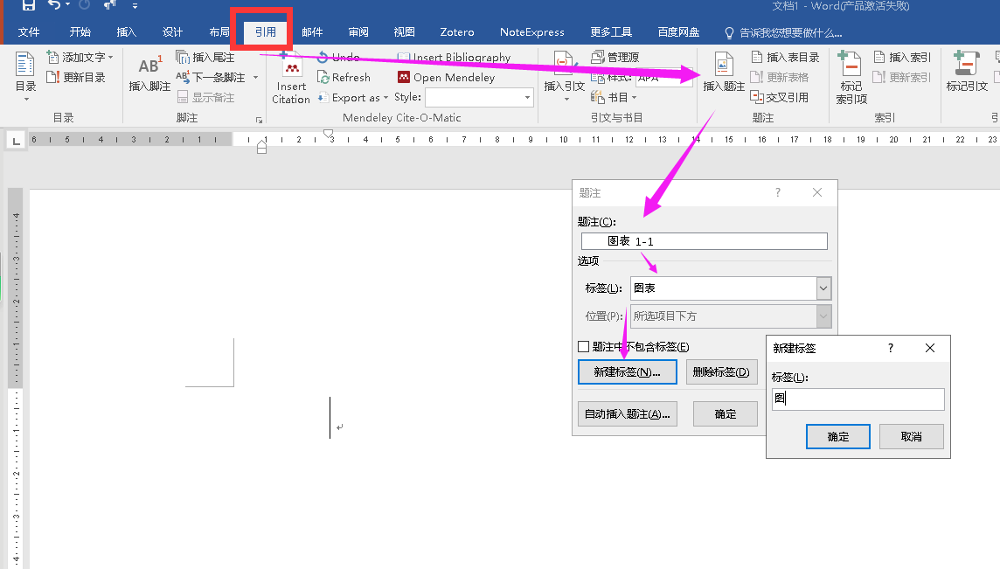 文档1 - Word(产品激活失败)
文件 开始 插入 设计 布局 引用 邮件 审阅 视图 Zotero NoteExpress 更多工具 百度网盘 告诉我您想要做什么...
目录
添加文字
更新目录
目录
AB1
插入脚注
插入尾注
下一条脚注
显示备注
脚注
Insert
Citation
Undo
Refresh
Export as
Insert Bibliography
Open Mendeley
Style:
Mendeley Cite-O-Matic
插入引文
管理源
样式: APA
书目
引文与书目
插入题注
插入表目录
更新表格
交叉引用
题注
标记
索引项
插入索引
更新索引
索引
标记引文
引
6 5 4 3 2 1 1 2 3 4 5 6 7 8 9 10 11 12 13 14 15 16 17 18 19 20 21 22 23
4
3
2
1
1
2
3
4
题注 ?
题注(C):
图表 1-1
选项
标签(L): 图表
位置(P): 所选项目下方
题注中不包含标签(E)
新建标签(N)... 删除标签(D)
自动插入题注(A)... 确定
新建标签 ?
标签(L):
图
确定 取消